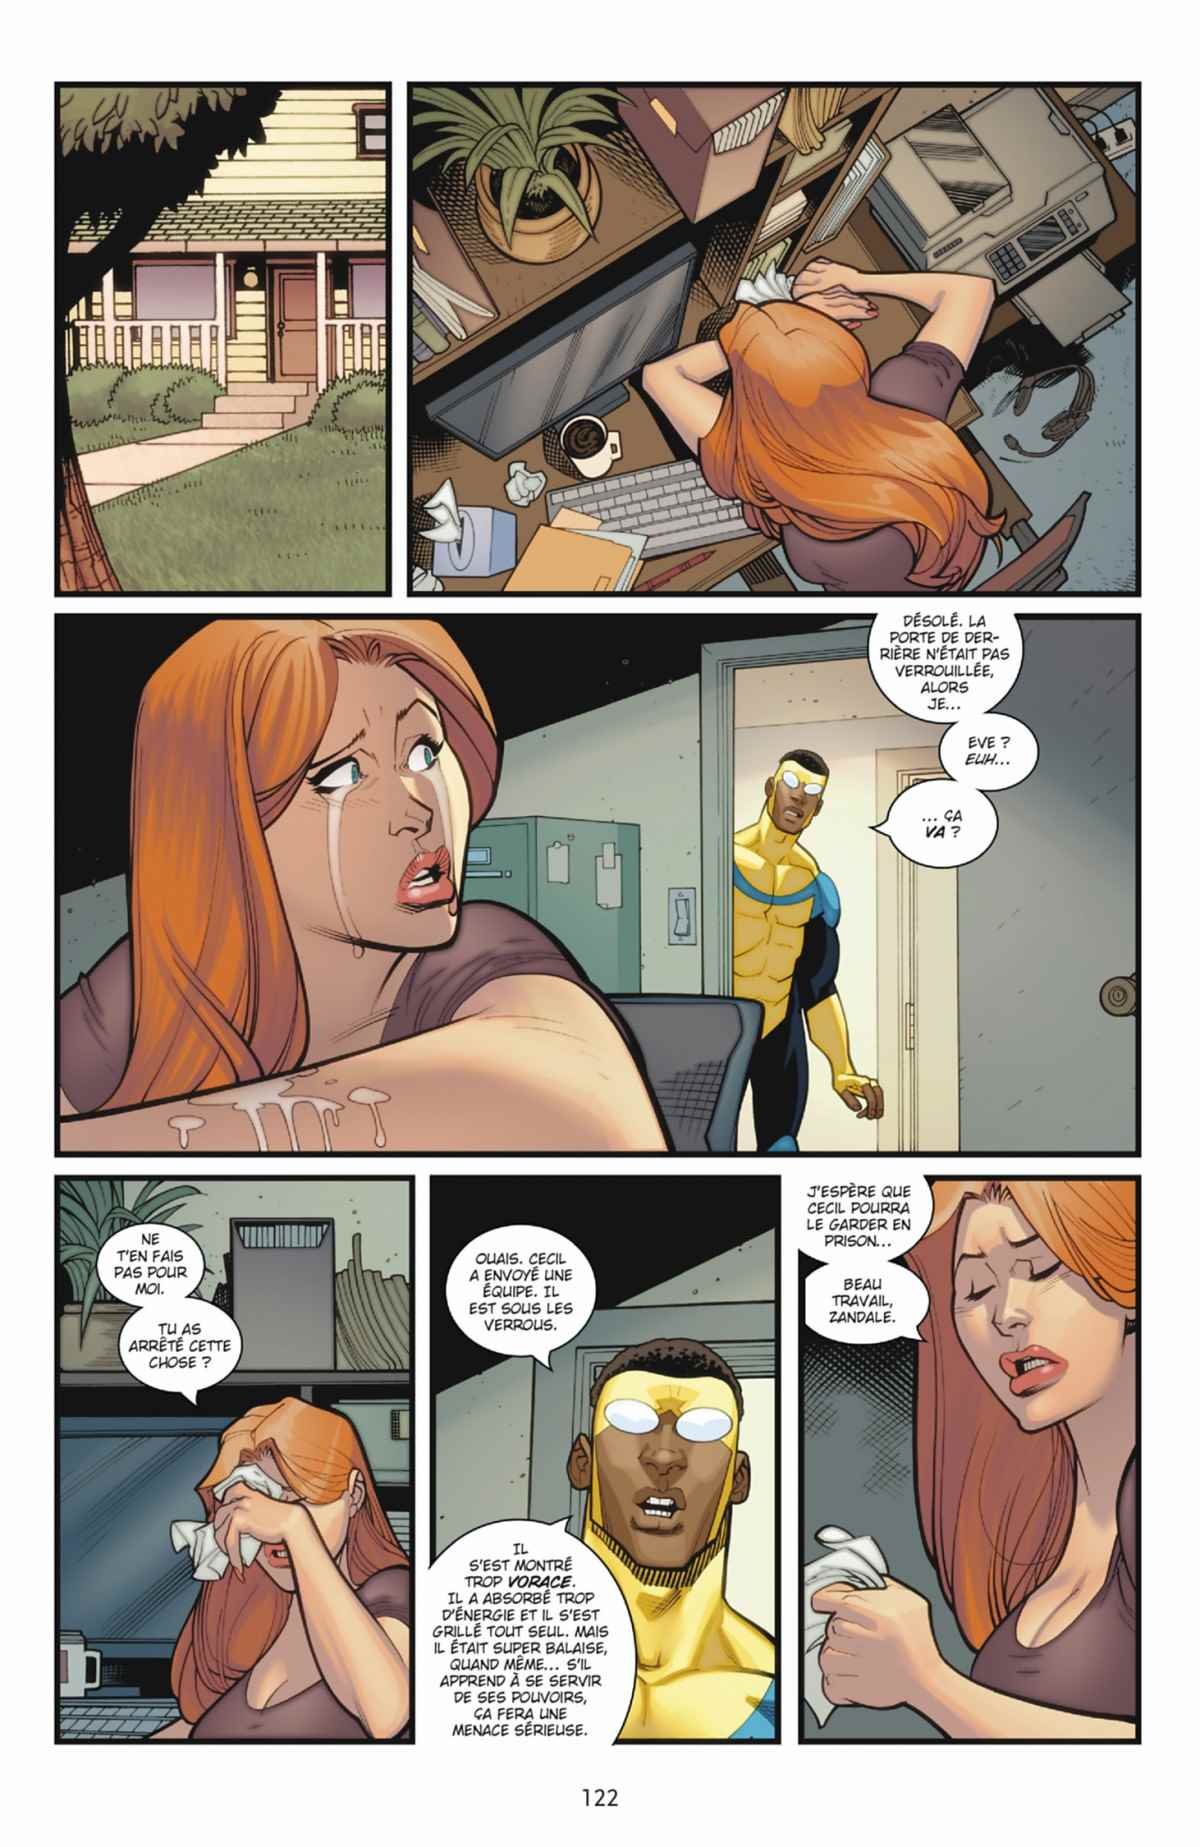 DÉSOLÉ. LA
PORTE DE DER-
RIÈRE N'ÉTAIT PAS
VERROUILLÉE,
ALORS
JE...
EVE ?
EUH...
... ÇA
VA ?
NE
T'EN FAIS
PAS POUR
MOI.
TU AS
ARRÊTÉ CETTE
CHOSE ?
OUAIS. CECIL
A ENVOYÉ UNE
ÉQUIPE. IL
EST SOUS LES
VERROUS.
IL
S'EST MONTRÉ
TROP VORACE.
IL A ABSORBÉ TROP
D'ÉNERGIE ET IL S'EST
GRILLÉ TOUT SEUL. MAIS
IL ÉTAIT SUPER BALAISE,
QUAND MÊME... S'IL
APPREND À SE SERVIR
DE SES POUVOIRS,
ÇA FERA UNE
MENACE SÉRIEUSE.
J'ESPÈRE QUE
CECIL POURRA
LE GARDER EN
PRISON...
BEAU
TRAVAIL,
ZANDALE.
122